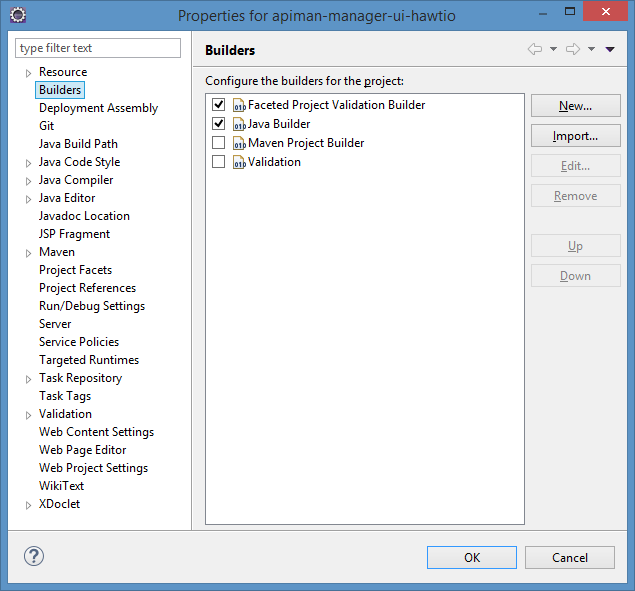 Properties for apiman-manager-ui-hawtio
type filter text
Resource
Builders
Deployment Assembly
Git
Java Build Path
Java Code Style
Java Compiler
Java Editor
Javadoc Location
JSP Fragment
Maven
Project Facets
Project References
Run/Debug Settings
Server
Service Policies
Targeted Runtimes
Task Repository
Task Tags
Validation
Web Content Settings
Web Page Editor
Web Project Settings
WikiText
XDoclet
Builders
Configure the builders for the project:
Faceted Project Validation Builder
Java Builder
Maven Project Builder
Validation
New...
Import...
Edit...
Remove
Up
Down
OK
Cancel